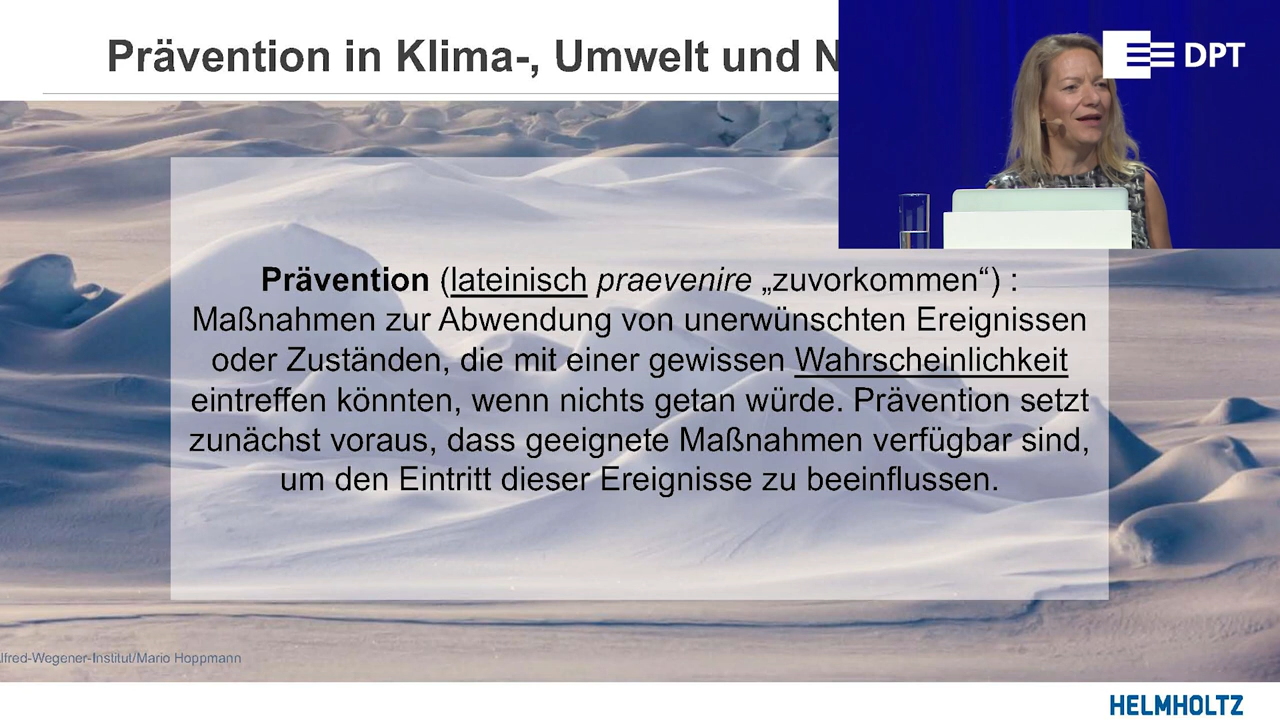 Prävention in Klima-, Umwelt und N
DPT
Prävention (lateinisch praevenire „zuvorkommen“) :
Maßnahmen zur Abwendung von unerwünschten Ereignissen
oder Zuständen, die mit einer gewissen Wahrscheinlichkeit
eintreffen könnten, wenn nichts getan würde. Prävention setzt
zunächst voraus, dass geeignete Maßnahmen verfügbar sind,
um den Eintritt dieser Ereignisse zu beeinflussen.
lfred-Wegener-Institut/Mario Hoppmann
HELMHOLTZ